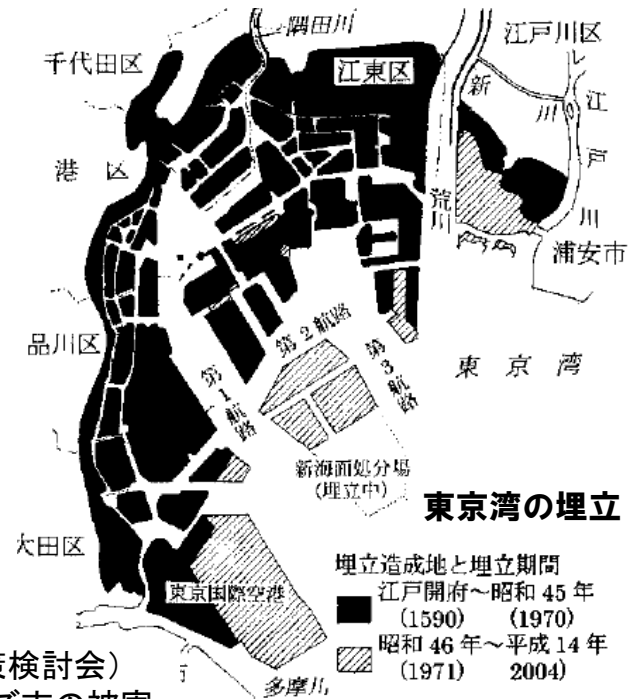 隅田川
江戸川区
千代田区
江東区
新川
江戸川
港区
荒川
浦安市
品川区
第2航路
第1航路
第3航路
東京湾
新海面処分場
(埋立中)
東京湾の埋立
大田区
東京国際空港
埋立造成地と埋立期間
江戸開府～昭和45年
(1590) (1970)
昭和46年～平成14年
(1971) 2004)
多摩川
検討会）